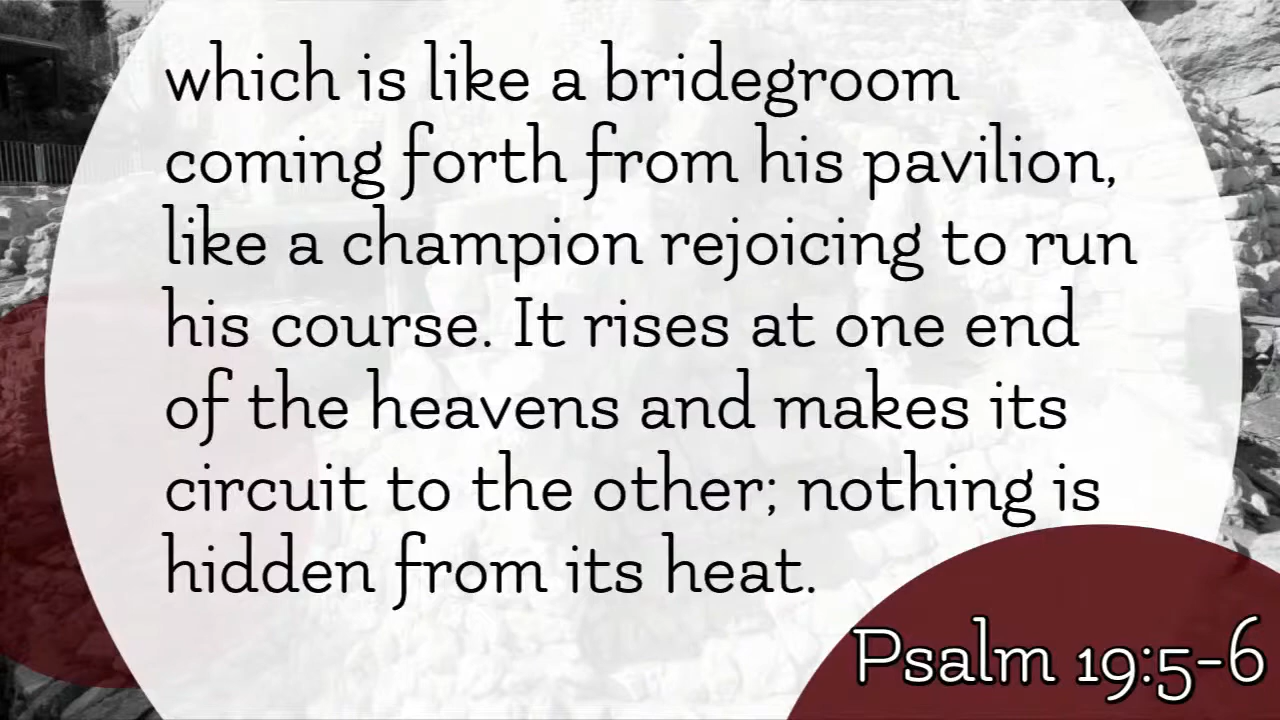 which is like a bridegroom
coming forth from his pavilion,
like a champion rejoicing to run
his course. It rises at one end
of the heavens and makes its
circuit to the other; nothing is
hidden from its heat.
Psalm 19:5-6